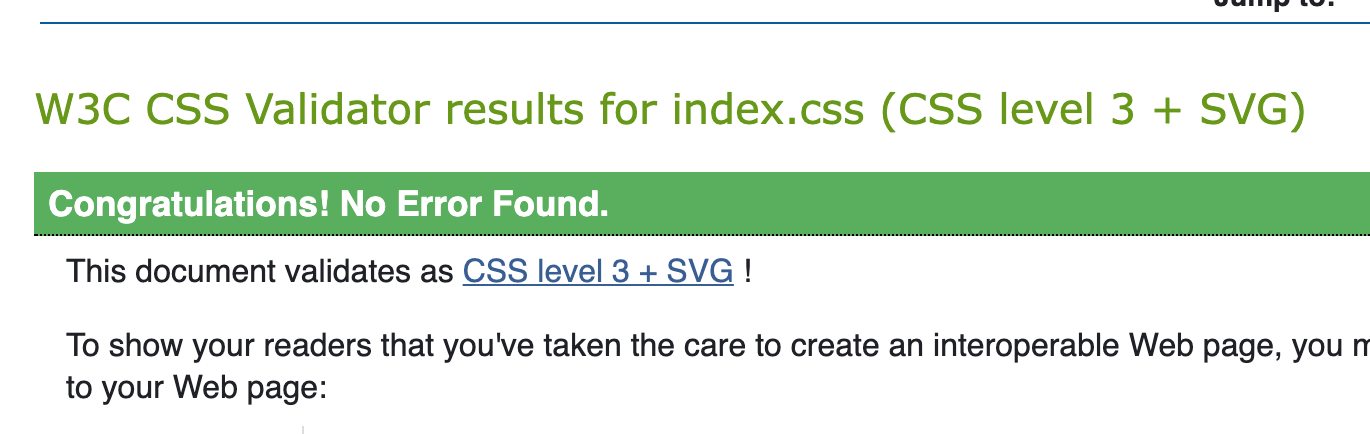 Jump to:
W3C CSS Validator results for index.css (CSS level 3 + SVG)
Congratulations! No Error Found.
This document validates as CSS level 3 + SVG !
To show your readers that you've taken the care to create an interoperable Web page, you
to your Web page: